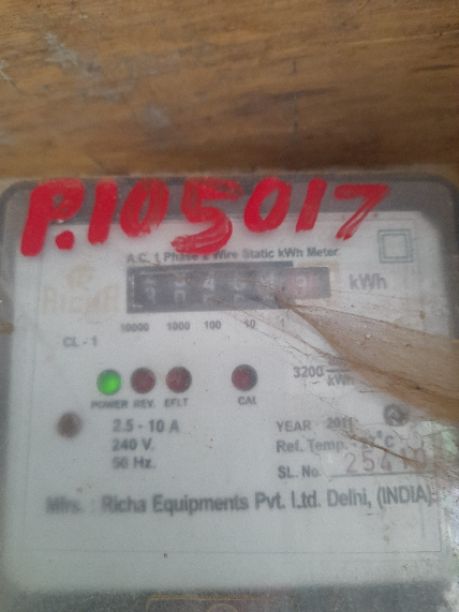 P.105017
A.C. 1 Phase 2 Wire Static kWh Meter
RICHA
kWh
10000 1000 100 10 1
CL - 1
3200
kWh
POWER REV. EFLT CAL
2.5 - 10 A
YEAR
240 V.
Ref. Temp. °C
50 Hz.
SL. No.
Mfrs. : Richa Equipments Pvt. Ltd. Delhi, (INDIA)